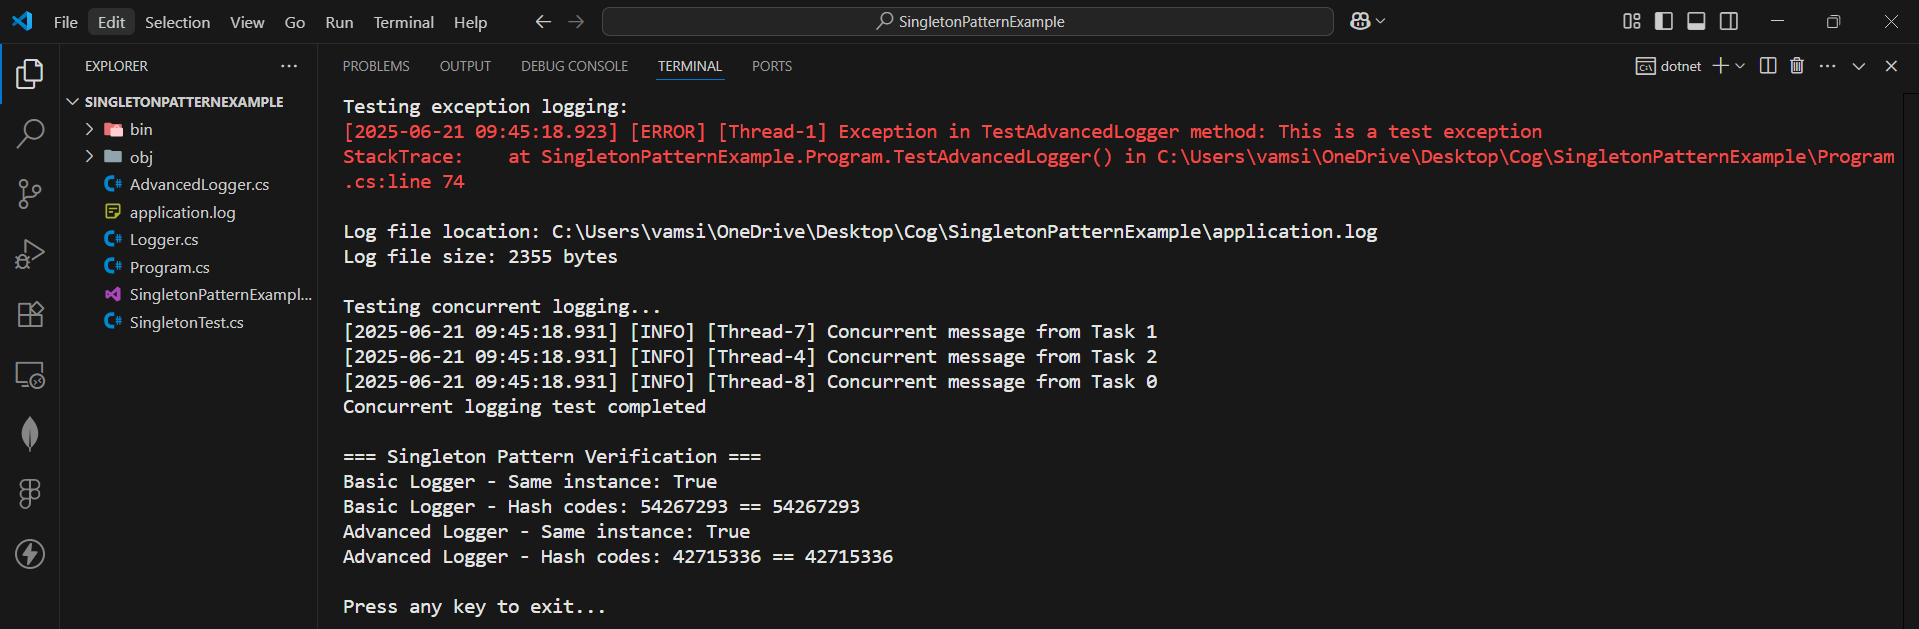 File Edit Selection View Go Run Terminal Help
SingletonPatternExample
EXPLORER
SINGLETONPATTERNEXAMPLE
bin
obj
AdvancedLogger.cs
application.log
Logger.cs
Program.cs
SingletonPatternExampl...
SingletonTest.cs
PROBLEMS OUTPUT DEBUG CONSOLE TERMINAL PORTS
dotnet
Testing exception logging:
[2025-06-21 09:45:18.923] [ERROR] [Thread-1] Exception in TestAdvancedLogger method: This is a test exception
StackTrace:    at SingletonPatternExample.Program.TestAdvancedLogger() in C:\Users\vamsi\OneDrive\Desktop\Cog\SingletonPatternExample\Program
.cs:line 74
Log file location: C:\Users\vamsi\OneDrive\Desktop\Cog\SingletonPatternExample\application.log
Log file size: 2355 bytes
Testing concurrent logging...
[2025-06-21 09:45:18.931] [INFO] [Thread-7] Concurrent message from Task 1
[2025-06-21 09:45:18.931] [INFO] [Thread-4] Concurrent message from Task 2
[2025-06-21 09:45:18.931] [INFO] [Thread-8] Concurrent message from Task 0
Concurrent logging test completed
=== Singleton Pattern Verification ===
Basic Logger - Same instance: True
Basic Logger - Hash codes: 54267293 == 54267293
Advanced Logger - Same instance: True
Advanced Logger - Hash codes: 42715336 == 42715336
Press any key to exit...